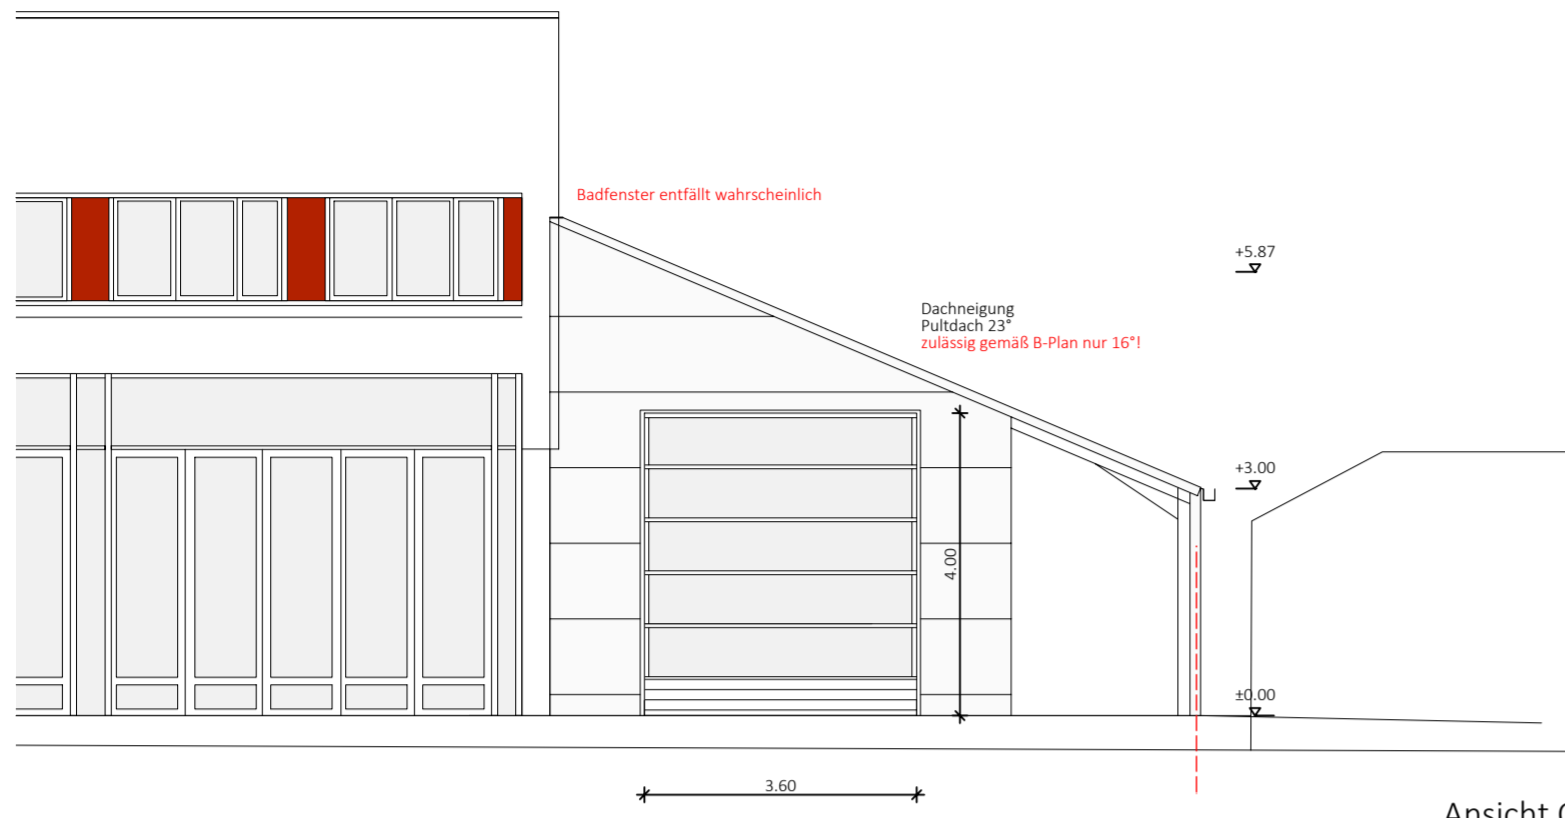 Badfenster entfällt wahrscheinlich
+5.87
Dachneigung
Pultdach 23°
zulässig gemäß B-Plan nur 16°!
+3.00
4.00
±0.00
3.60
Ansicht